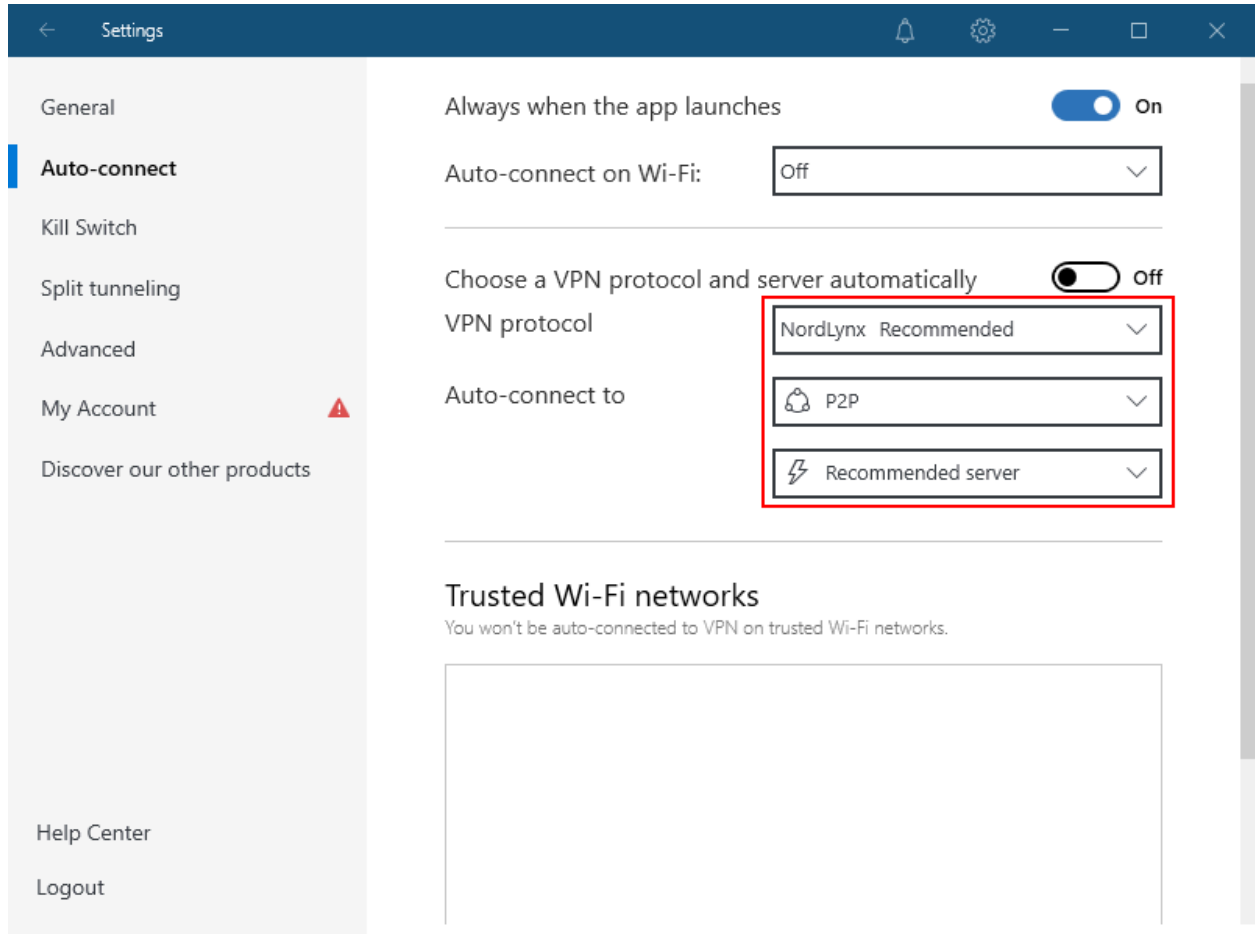 Settings
General
Auto-connect
Kill Switch
Split tunneling
Advanced
My Account
Discover our other products
Help Center
Logout
Always when the app launches On
Auto-connect on Wi-Fi: Off
Choose a VPN protocol and server automatically Off
VPN protocol NordLynx Recommended
Auto-connect to P2P
Recommended server
Trusted Wi-Fi networks
You won't be auto-connected to VPN on trusted Wi-Fi networks.